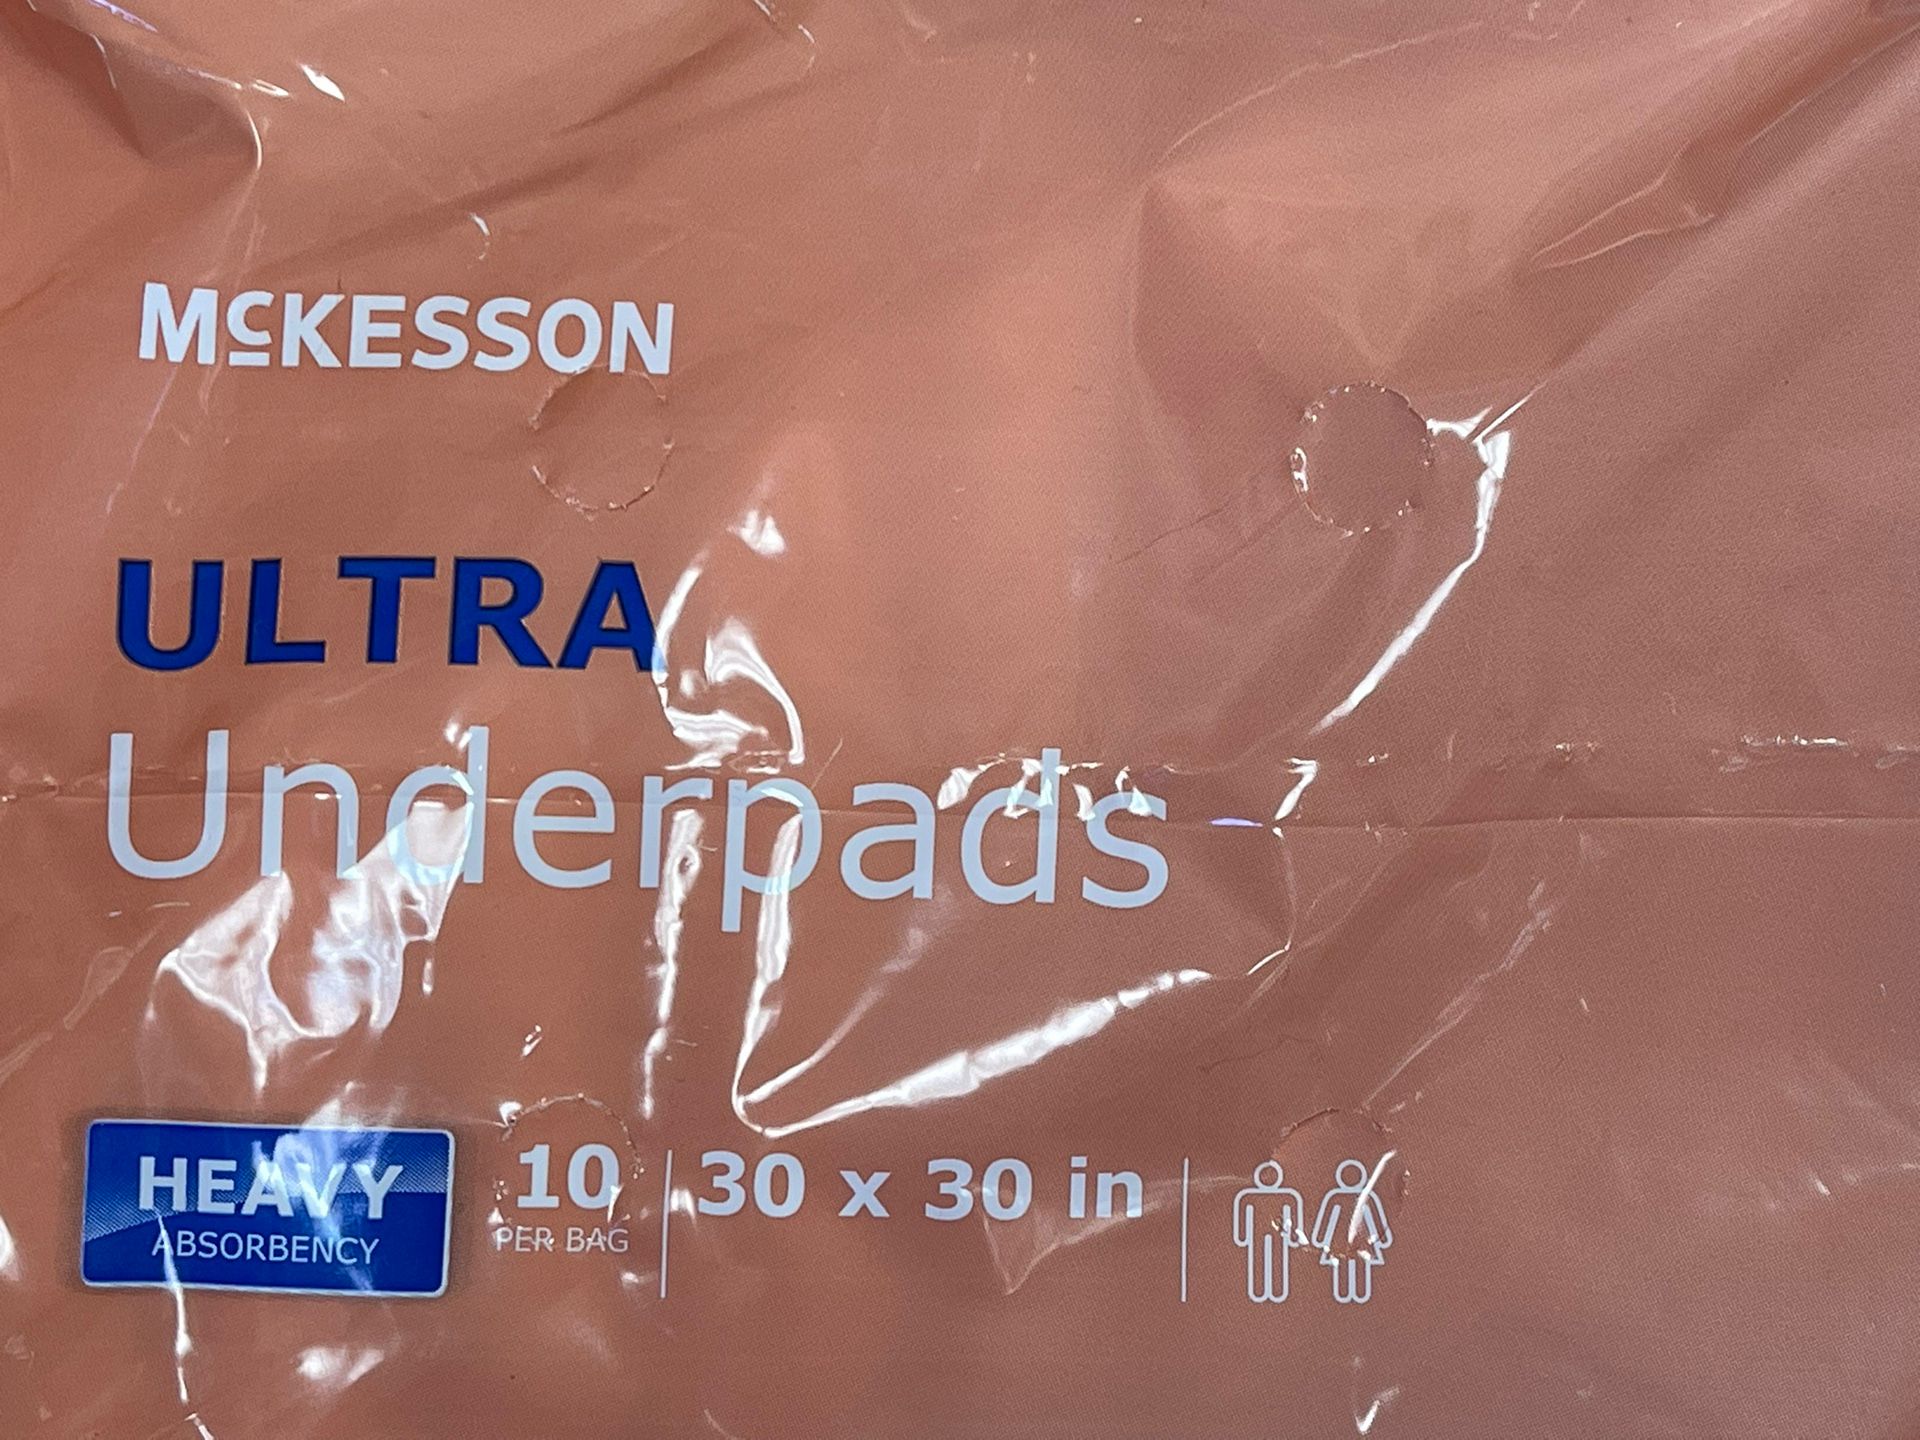 McKESSON
ULTRA
Underpads
HEAVY
ABSORBENCY
10
PER BAG
30 x 30 in